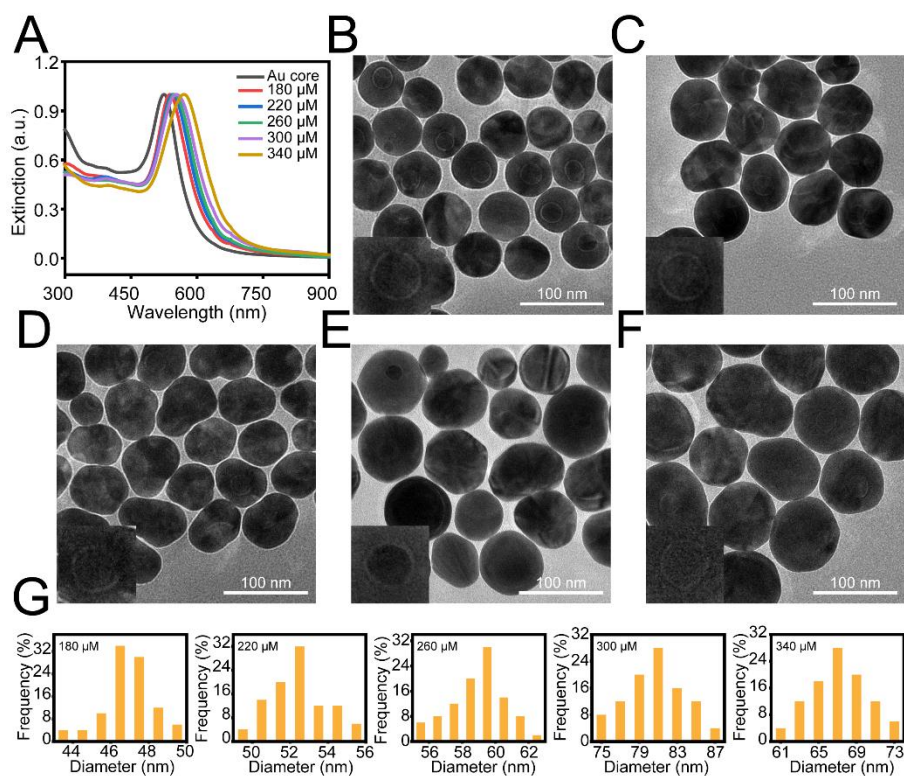 A
Extinction (a.u.)
1.2
0.9
0.6
0.3
0.0
Au core
180 μM
220 μM
260 μM
300 μM
340 μM
300 450 600 750 900
Wavelength (nm)
B
100 nm
C
100 nm
D
100 nm
E
100 nm
F
100 nm
G
Frequency (%)
32
24
16
8
0
180 μM
44 46 48 50
Diameter (nm)
Frequency (%)
32
24
16
8
0
220 μM
50 52 54 56
Diameter (nm)
Frequency (%)
32
24
16
8
0
260 μM
56 58 60 62
Diameter (nm)
Frequency (%)
32
24
16
8
0
300 μM
75 79 83 87
Diameter (nm)
Frequency (%)
32
24
16
8
0
340 μM
61 65 69 73
Diameter (nm)